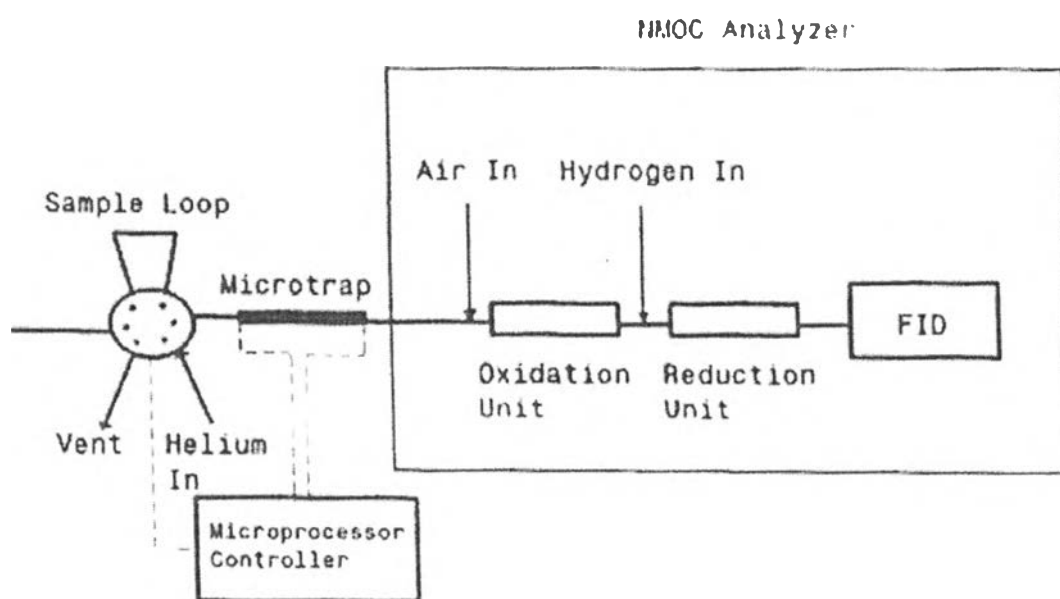 NMOC Analyzer
Air In
Hydrogen In
Sample Loop
Microtrap
FID
Oxidation
Unit
Reduction
Unit
Vent
Helium
In
Microprocessor
Controller